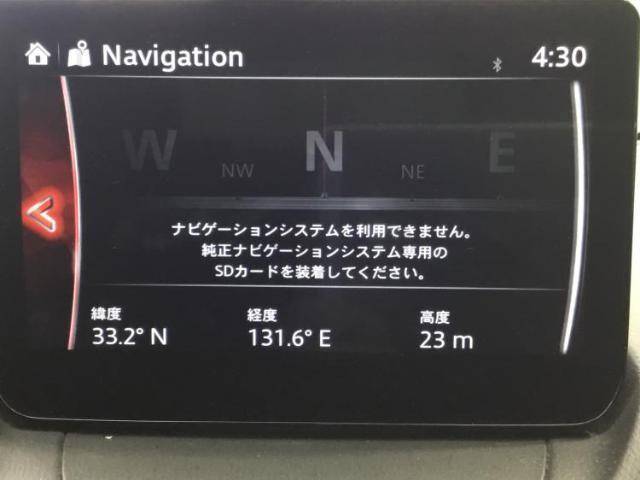 Navigation
4:30
W NW N NE E
ナビゲーションシステムを利用できません。
純正ナビゲーションシステム専用の
SDカードを装着してください。
緯度 経度 高度
33.2° N 131.6° E 23 m